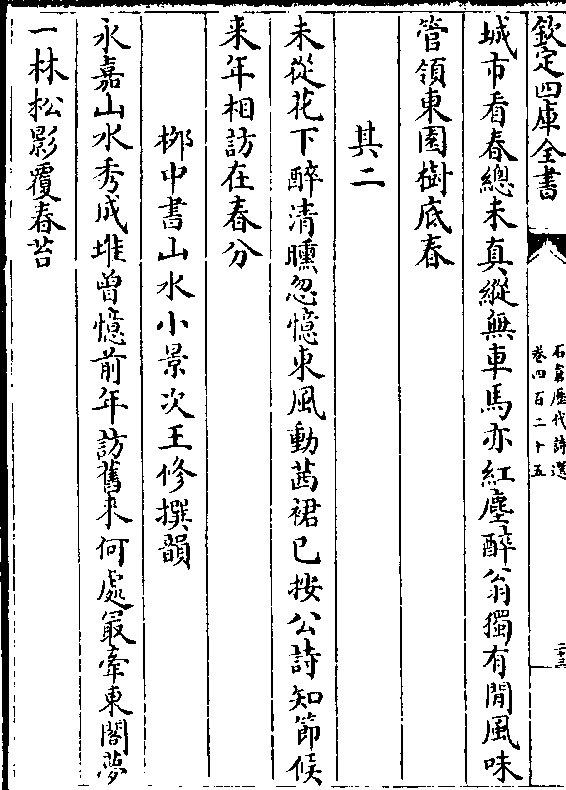 欽定四庫全書
石倉歷代詩選
卷四百二十五
城市看春總未真縱無車馬亦紅塵醉翁獨有閒風味
管領東園樹底春
其二
未從花下醉清曛忽憶東風動茜裙已按公詩知節候
来年相訪在春分
栁中書山水小景次王修撰韻
永嘉山水秀成堆曾憶前年訪舊来何處最牽東閣夢
一林松影覆春苔